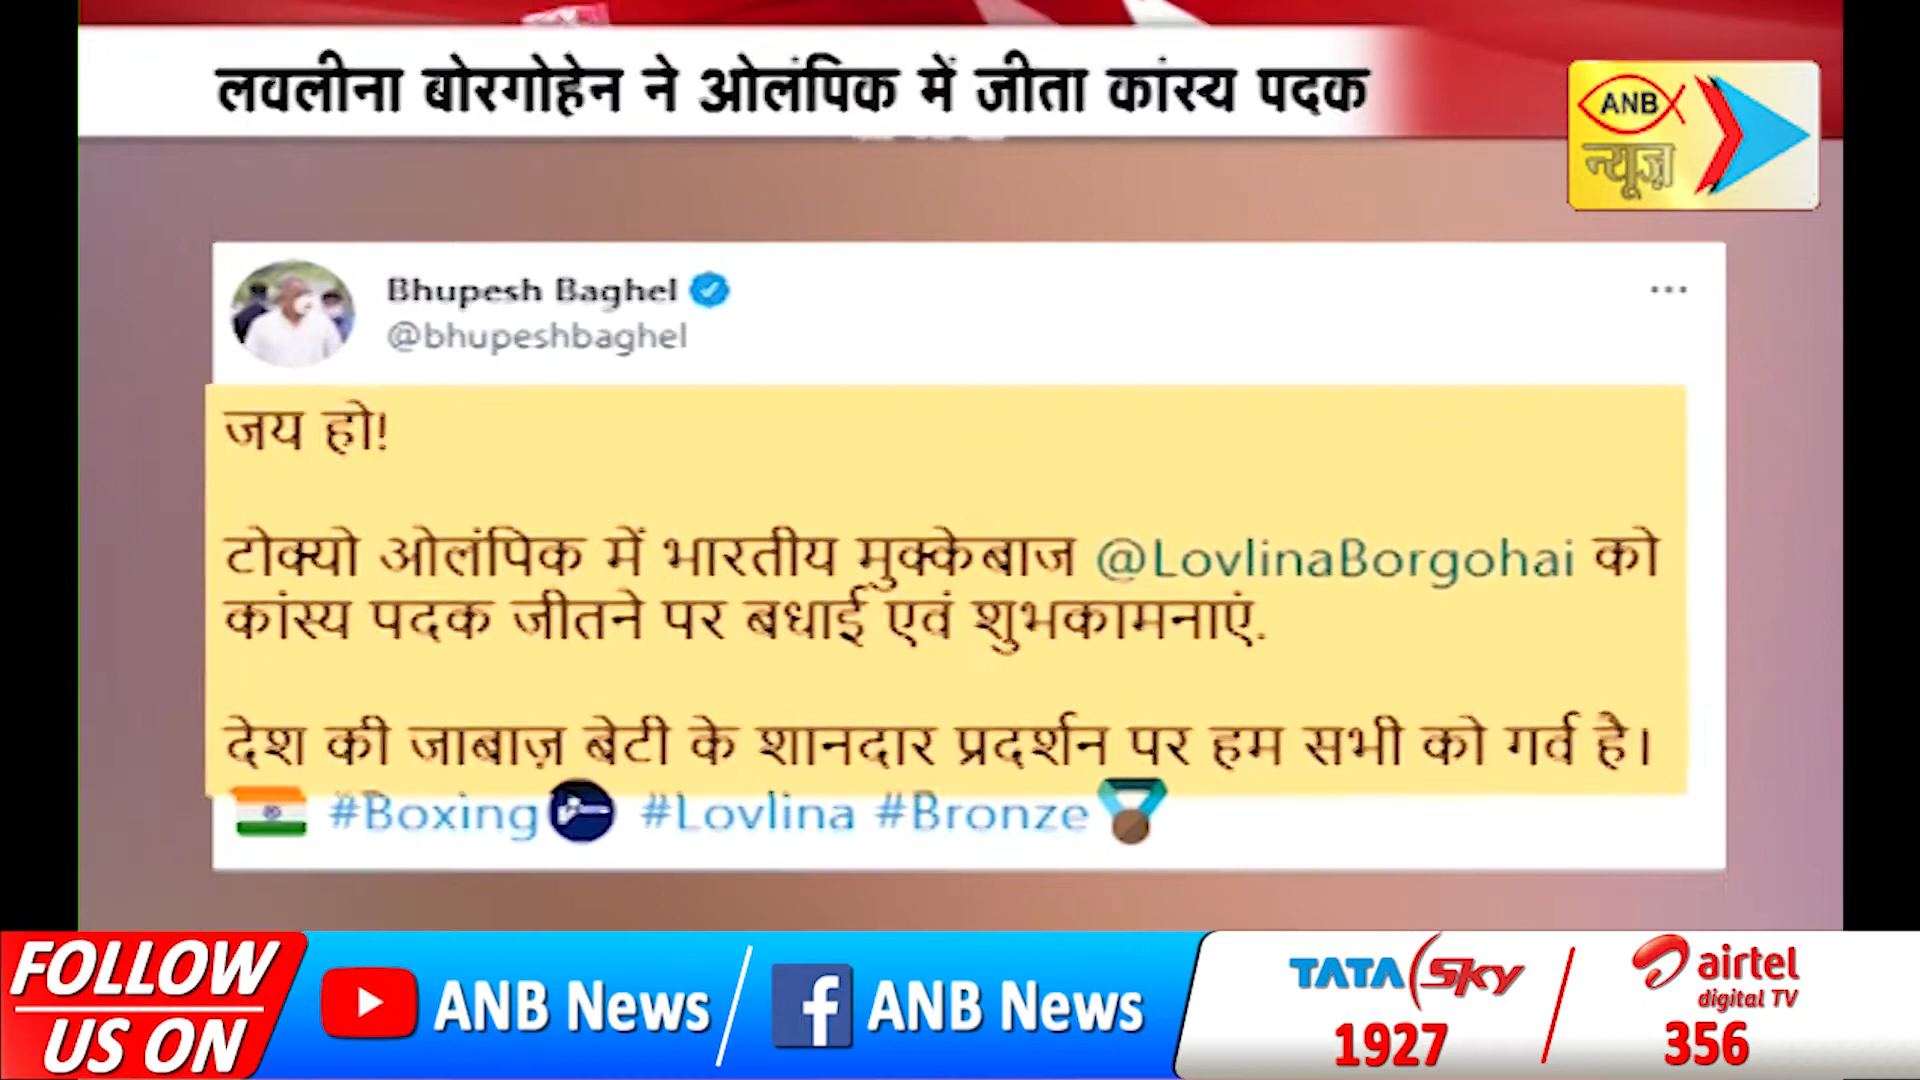 लवलीना बोरगोहेन ने ओलंपिक में जीता कांस्य पदक
ANB
न्यूज़
Bhupesh Baghel
@bhupeshbaghel
जय हो!
टोक्यो ओलंपिक में भारतीय मुक्केबाज @LovlinaBorgohai को
कांस्य पदक जीतने पर बधाई एवं शुभकामनाएं.
देश की जाबाज़ बेटी के शानदार प्रदर्शन पर हम सभी को गर्व है।
#Boxing #Lovlina #Bronze
FOLLOW
US ON
ANB News
ANB News
TATA Sky
1927
airtel
digital TV
356